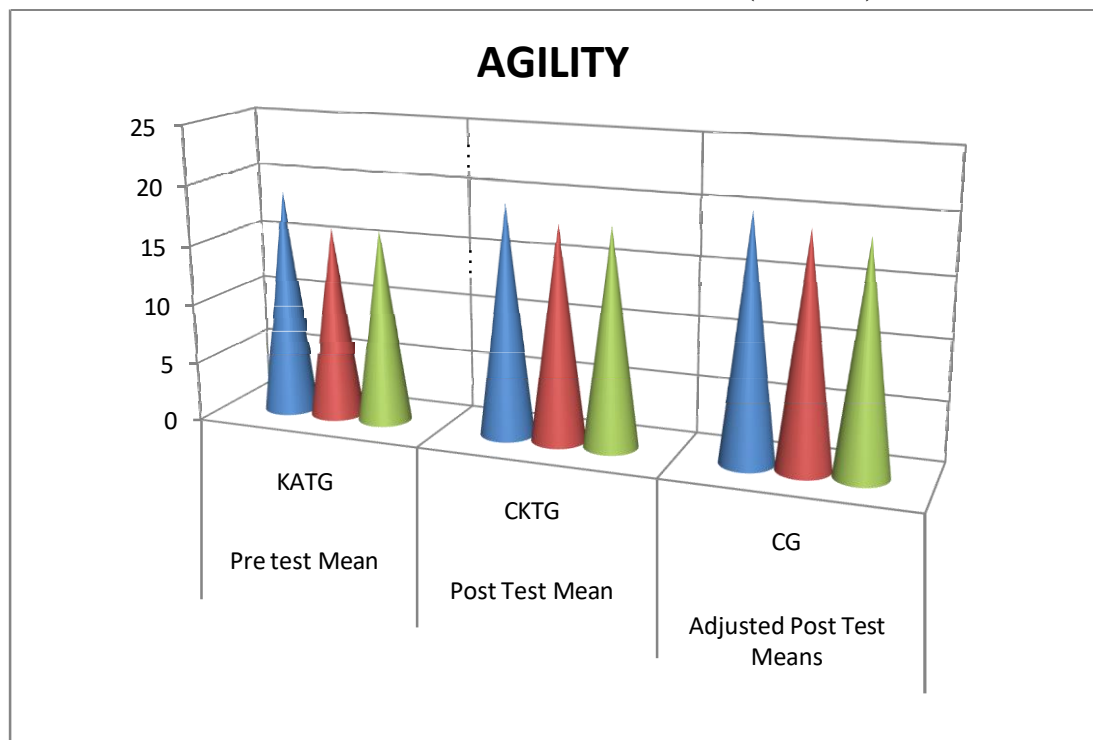 AGILITY
25
20
15
10
5
0
KATG
CKTG
CG
Pre test Mean
Post Test Mean
Adjusted Post Test
Means